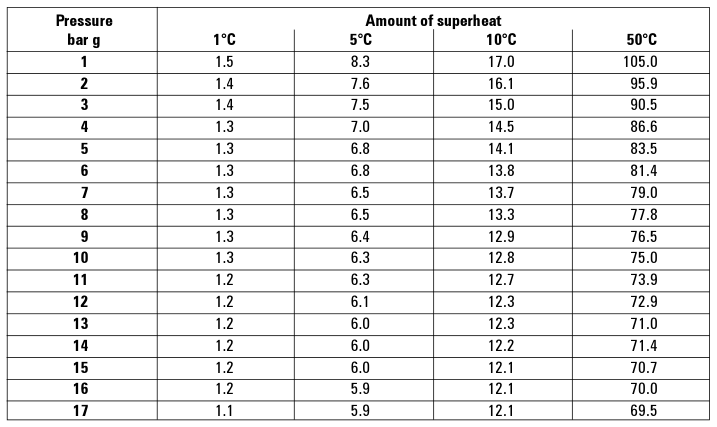 Pressure Amount of superheat
bar g 1°C 5°C 10°C 50°C
1 1.5 8.3 17.0 105.0
2 1.4 7.6 16.1 95.9
3 1.4 7.5 15.0 90.5
4 1.3 7.0 14.5 86.6
5 1.3 6.8 14.1 83.5
6 1.3 6.8 13.8 81.4
7 1.3 6.5 13.7 79.0
8 1.3 6.5 13.3 77.8
9 1.3 6.4 12.9 76.5
10 1.3 6.3 12.8 75.0
11 1.2 6.3 12.7 73.9
12 1.2 6.1 12.3 72.9
13 1.2 6.0 12.3 71.0
14 1.2 6.0 12.2 71.4
15 1.2 6.0 12.1 70.7
16 1.2 5.9 12.1 70.0
17 1.1 5.9 12.1 69.5